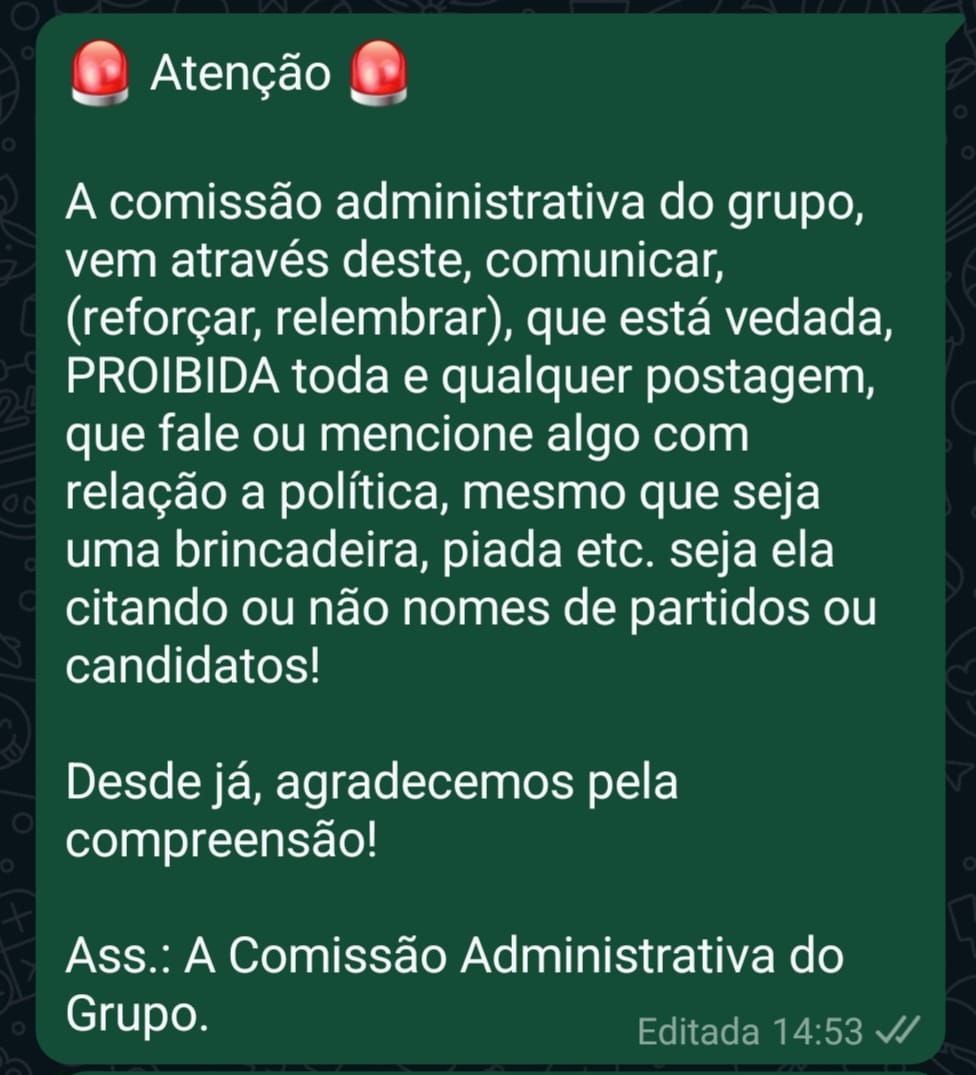 🚨 Atenção 🚨
A comissão administrativa do grupo,
vem através deste, comunicar,
(reforçar, relembrar), que está vedada,
PROIBIDA toda e qualquer postagem,
que fale ou mencione algo com
relação a política, mesmo que seja
uma brincadeira, piada etc. seja ela
citando ou não nomes de partidos ou
candidatos!
Desde já, agradecemos pela
compreensão!
Ass.: A Comissão Administrativa do
Grupo.
Editada 14:53